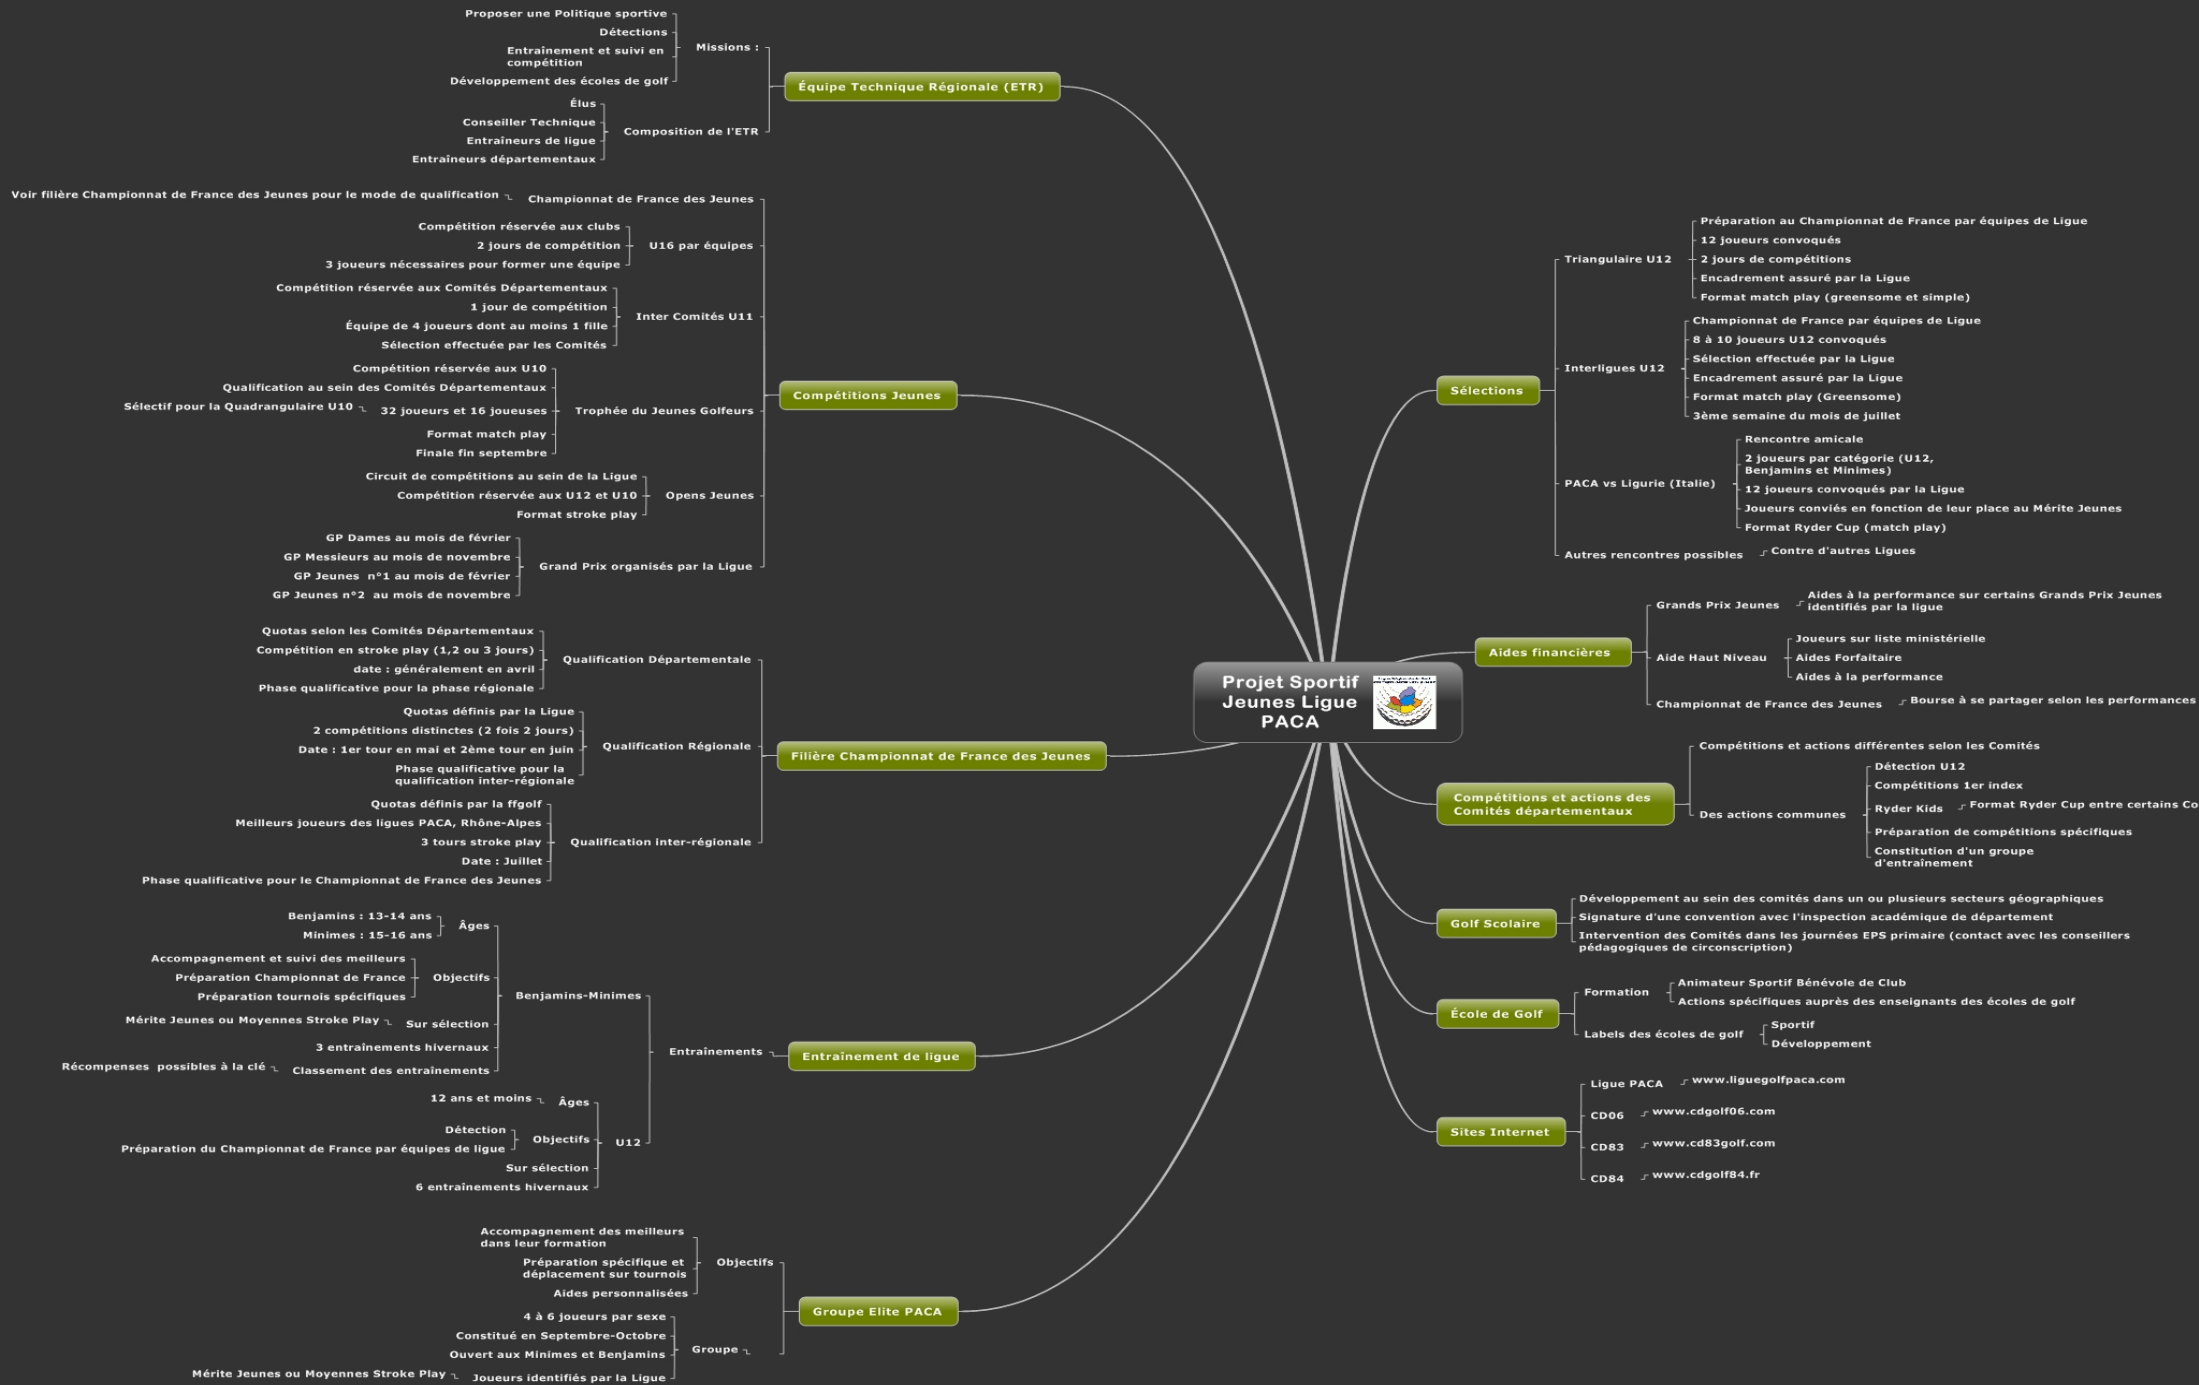 Projet Sportif
Jeunes Ligue
PACA
Équipe Technique Régionale (ETR)
Missions :
Proposer une Politique sportive
Détections
Entraînement et suivi en
compétition
Développement des écoles de golf
Composition de l'ETR
Élus
Conseiller Technique
Entraîneurs de ligue
Entraîneurs départementaux
Compétitions Jeunes
Championnat de France des Jeunes
Voir filière Championnat de France des Jeunes pour le mode de qualification
U16 par équipes
Compétition réservée aux clubs
2 jours de compétition
3 joueurs nécessaires pour former une équipe
Inter Comités U11
Compétition réservée aux Comités Départementaux
1 jour de compétition
Équipe de 4 joueurs dont au moins 1 fille
Sélection effectuée par les Comités
Trophée du Jeunes Golfeurs
Compétition réservée aux U10
Qualification au sein des Comités Départementaux
32 joueurs et 16 joueuses
Sélectif pour la Quadrangulaire U10
Format match play
Finale fin septembre
Opens Jeunes
Circuit de compétitions au sein de la Ligue
Compétition réservée aux U12 et U10
Format stroke play
Grand Prix organisés par la Ligue
GP Dames au mois de février
GP Messieurs au mois de novembre
GP Jeunes  n°1 au mois de février
GP Jeunes n°2  au mois de novembre
Filière Championnat de France des Jeunes
Qualification Départementale
Quotas selon les Comités Départementaux
Compétition en stroke play (1,2 ou 3 jours)
date : généralement en avril
Phase qualificative pour la phase régionale
Qualification Régionale
Quotas définis par la Ligue
2 compétitions distinctes (2 fois 2 jours)
Date : 1er tour en mai et 2ème tour en juin
Phase qualificative pour la
qualification inter-régionale
Qualification inter-régionale
Quotas définis par la ffgolf
Meilleurs joueurs des ligues PACA, Rhône-Alpes
3 tours stroke play
Date : Juillet
Phase qualificative pour le Championnat de France des Jeunes
Entraînement de ligue
Entraînements
Benjamins-Minimes
Âges
Benjamins : 13-14 ans
Minimes : 15-16 ans
Objectifs
Accompagnement et suivi des meilleurs
Préparation Championnat de France
Préparation tournois spécifiques
Sur sélection
Mérite Jeunes ou Moyennes Stroke Play
3 entraînements hivernaux
Classement des entraînements
Récompenses  possibles à la clé
U12
Âges
12 ans et moins
Objectifs
Détection
Préparation du Championnat de France par équipes de ligue
Sur sélection
6 entraînements hivernaux
Groupe Elite PACA
Objectifs
Accompagnement des meilleurs
dans leur formation
Préparation spécifique et
déplacement sur tournois
Aides personnalisées
Groupe
4 à 6 joueurs par sexe
Constitué en Septembre-Octobre
Ouvert aux Minimes et Benjamins
Joueurs identifiés par la Ligue
Mérite Jeunes ou Moyennes Stroke Play
Sélections
Triangulaire U12
Préparation au Championnat de France par équipes de Ligue
12 joueurs convoqués
2 jours de compétitions
Encadrement assuré par la Ligue
Format match play (greensome et simple)
Interligues U12
Championnat de France par équipes de Ligue
8 à 10 joueurs U12 convoqués
Sélection effectuée par la Ligue
Encadrement assuré par la Ligue
Format match play (Greensome)
3ème semaine du mois de juillet
PACA vs Ligurie (Italie)
Rencontre amicale
2 joueurs par catégorie (U12,
Benjamins et Minimes)
12 joueurs convoqués par la Ligue
Joueurs conviés en fonction de leur place au Mérite Jeunes
Format Ryder Cup (match play)
Autres rencontres possibles
Contre d'autres Ligues
Aides financières
Grands Prix Jeunes
Aides à la performance sur certains Grands Prix Jeunes
identifiés par la ligue
Aide Haut Niveau
Joueurs sur liste ministérielle
Aides Forfaitaire
Aides à la performance
Championnat de France des Jeunes
Bourse à se partager selon les performances
Compétitions et actions des
Comités départementaux
Compétitions et actions différentes selon les Comités
Des actions communes
Détection U12
Compétitions 1er index
Ryder Kids
Format Ryder Cup entre certains Co
Préparation de compétitions spécifiques
Constitution d'un groupe
d'entraînement
Golf Scolaire
Développement au sein des comités dans un ou plusieurs secteurs géographiques
Signature d'une convention avec l'inspection académique de département
Intervention des Comités dans les journées EPS primaire (contact avec les conseillers
pédagogiques de circonscription)
École de Golf
Formation
Animateur Sportif Bénévole de Club
Actions spécifiques auprès des enseignants des écoles de golf
Labels des écoles de golf
Sportif
Développement
Sites Internet
Ligue PACA
www.liguegolfpaca.com
CD06
www.cdgolf06.com
CD83
www.cd83golf.com
CD84
www.cdgolf84.fr